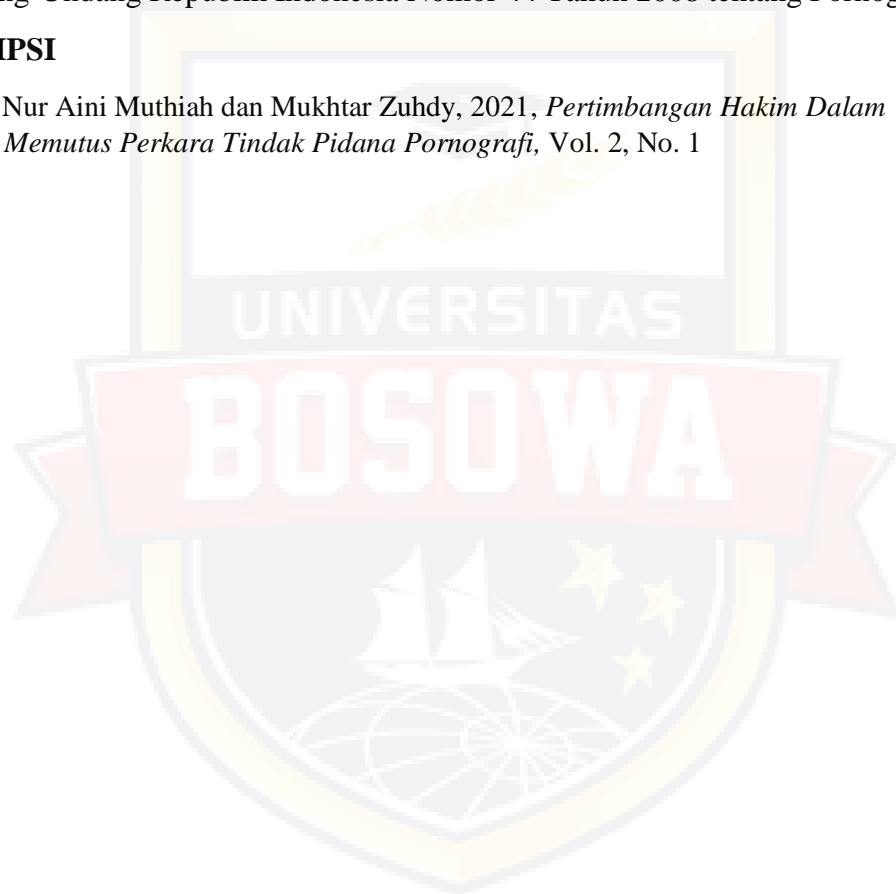 ng-Undang Republik Indonesia Nomor 44 Tahun 2008 tentang Pornog
IPSI
Nur Aini Muthiah dan Mukhtar Zuhdy, 2021, Pertimbangan Hakim Dalam
Memutus Perkara Tindak Pidana Pornografi, Vol. 2, No. 1
UNIVERSITAS
BOSOWA